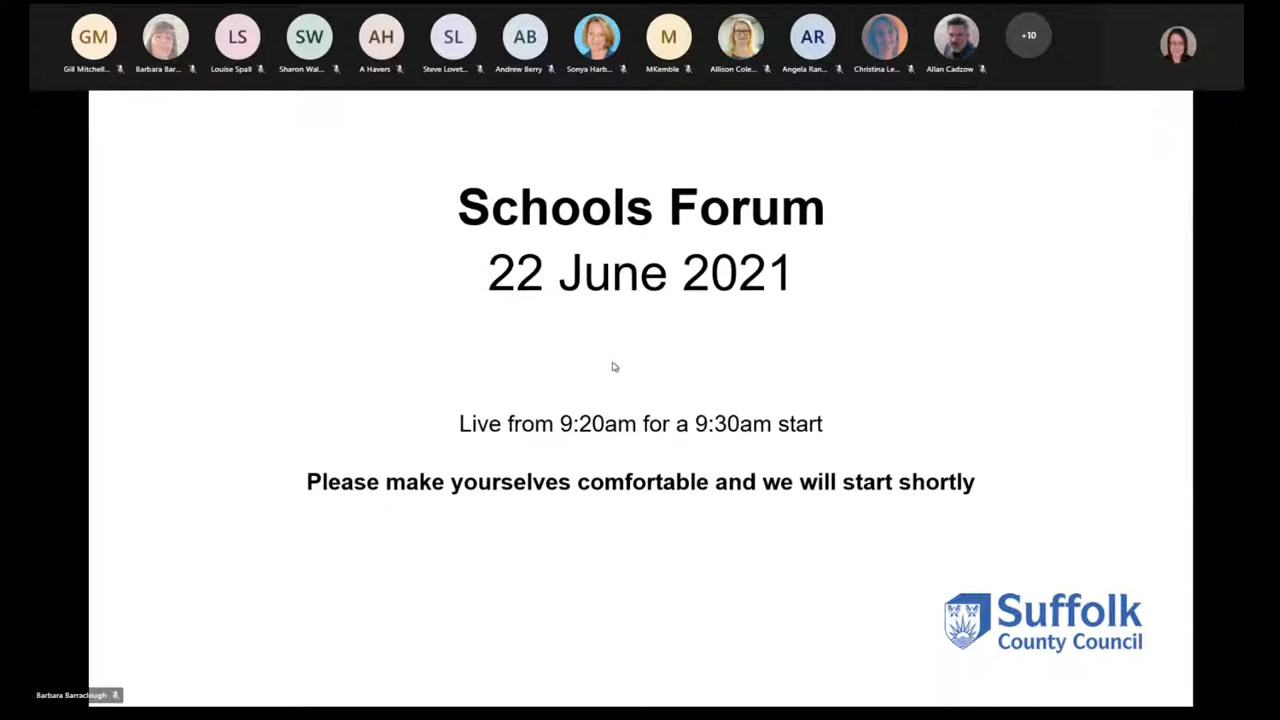 GM LS SW AH SL AB M AR +10
Gill Mitchell... Barbara Bar... Louise Spall Sharon Wal... A Havers Steve Lovet... Andrew Berry Sonya Harb... MKemble Allison Cole... Angela Ran... Christina Le... Allan Cadzow
Schools Forum
22 June 2021
Live from 9:20am for a 9:30am start
Please make yourselves comfortable and we will start shortly
Suffolk
County Council
Barbara Barraclough